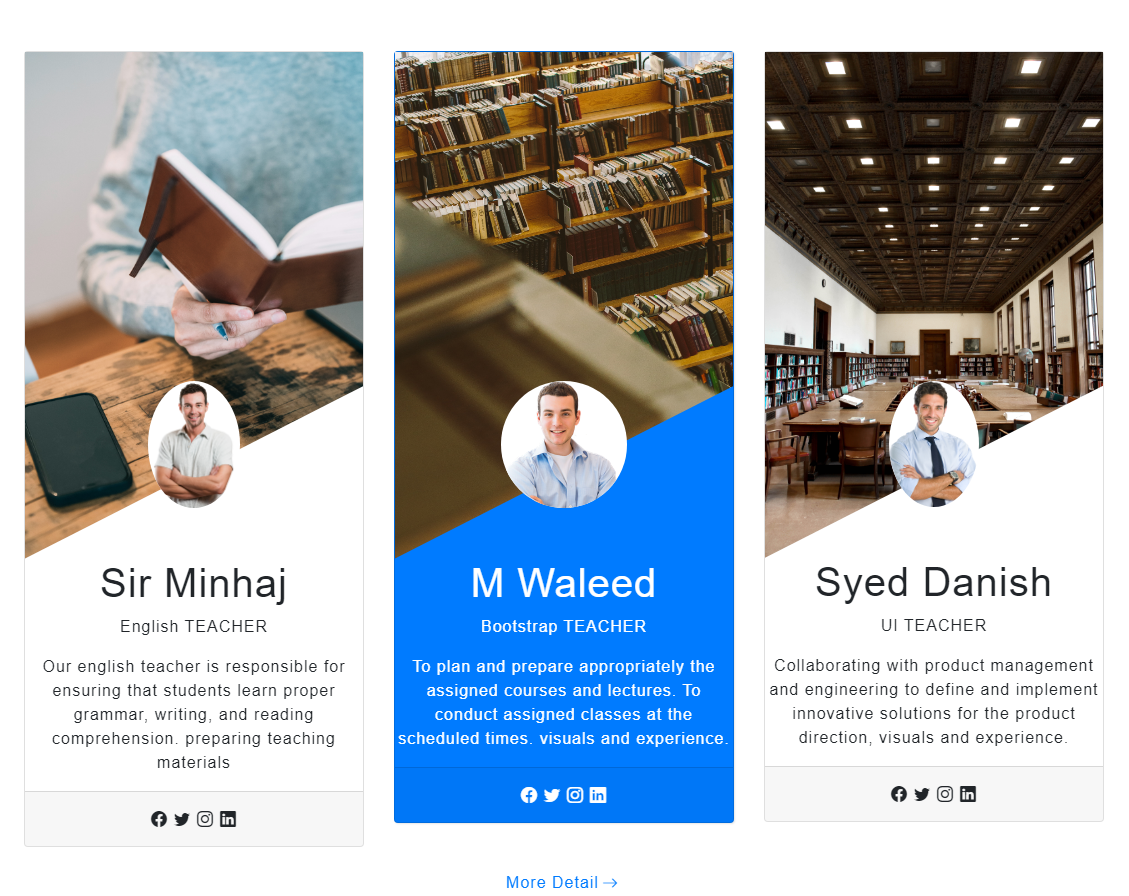 Sir Minhaj
English TEACHER
Our english teacher is responsible for
ensuring that students learn proper
grammar, writing, and reading
comprehension. preparing teaching
materials
M Waleed
Bootstrap TEACHER
To plan and prepare appropriately the
assigned courses and lectures. To
conduct assigned classes at the
scheduled times. visuals and experience.
Syed Danish
UI TEACHER
Collaborating with product management
and engineering to define and implement
innovative solutions for the product
direction, visuals and experience.
More Detail →